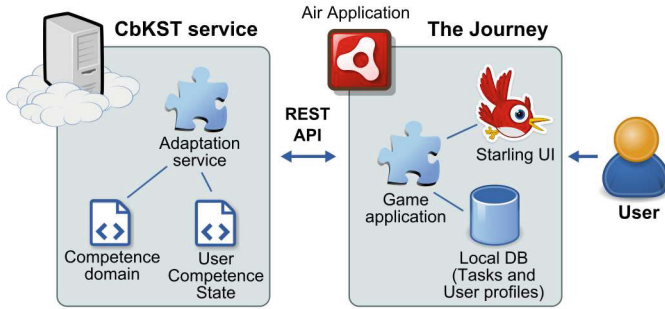 CbKST service
Adaptation
service
Competence
domain
User
Competence
State
REST
API
Air Application
The Journey
Starling UI
Game
application
Local DB
(Tasks and
User profiles)
User